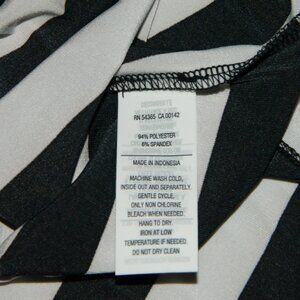 RN 54365 CA 00142
94% POLYESTER
6% SPANDEX
MADE IN INDONESIA
MACHINE WASH COLD,
INSIDE OUT AND SEPARATELY.
GENTLE CYCLE.
ONLY NON CHLORINE
BLEACH WHEN NEEDED.
HANG TO DRY.
IRON AT LOW
TEMPERATURE IF NEEDED.
DO NOT DRY CLEAN